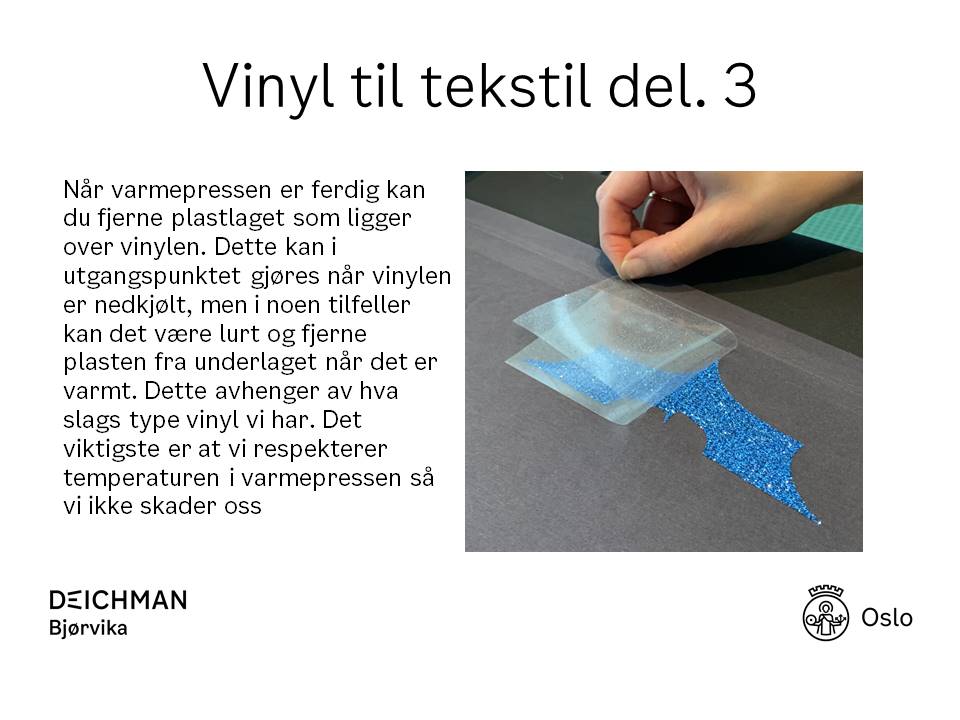 Vinyl til tekstil del. 3
Når varmepressen er ferdig kan
du fjerne plastlaget som ligger
over vinylen. Dette kan i
utgangspunktet gjøres når vinylen
er nedkjølt, men i noen tilfeller
kan det være lurt og fjerne
plasten fra underlaget når det er
varmt. Dette avhenger av hva
slags type vinyl vi har. Det
viktigste er at vi respekterer
temperaturen i varmepressen så
vi ikke skader oss
DEICHMAN
Bjørvika
Oslo